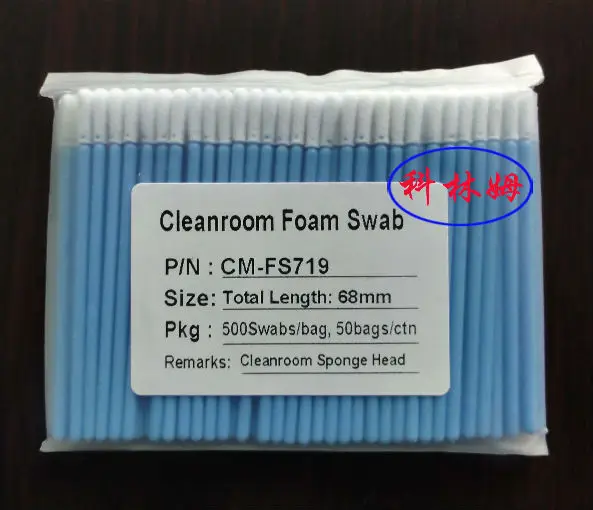 科林姆
Cleanroom Foam Swab
P/N : CM-FS719
Size: Total Length: 68mm
Pkg : 500Swabs/bag, 50bags/ctn
Remarks: Cleanroom Sponge Head